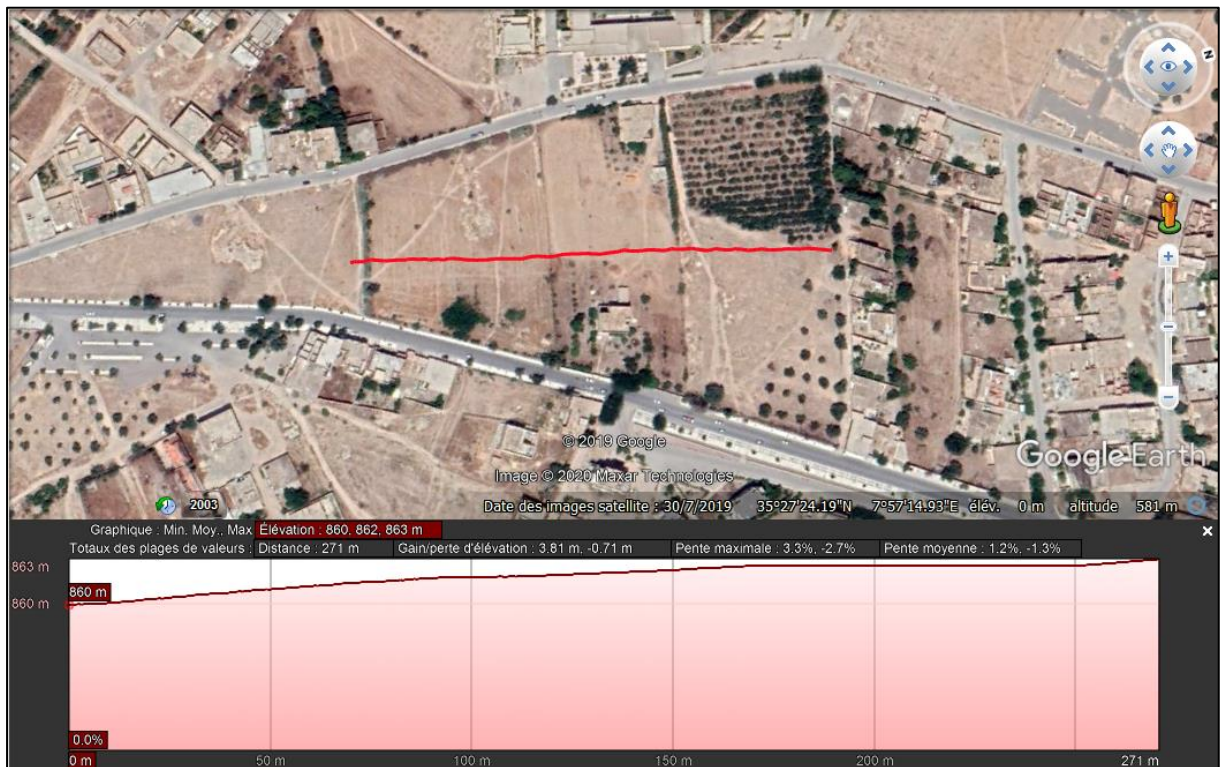 N
© 2019 Google
Google Earth
Image © 2020 Maxar Technologies
2003
Date des images satellite : 30/7/2019 35°27'24.19"N 7°57'14.93"E élév. 0 m altitude 581 m
Graphique : Min. Moy., Max Élévation : 860, 862, 863 m
Totaux des plages de valeurs : Distance : 271 m Gain/perte d'élévation : 3.81 m, -0.71 m Pente maximale : 3.3%, -2.7% Pente moyenne : 1.2%, -1.3%
863 m
860 m
860 m
0.0%
0 m 50 m 100 m 150 m 200 m 271 m